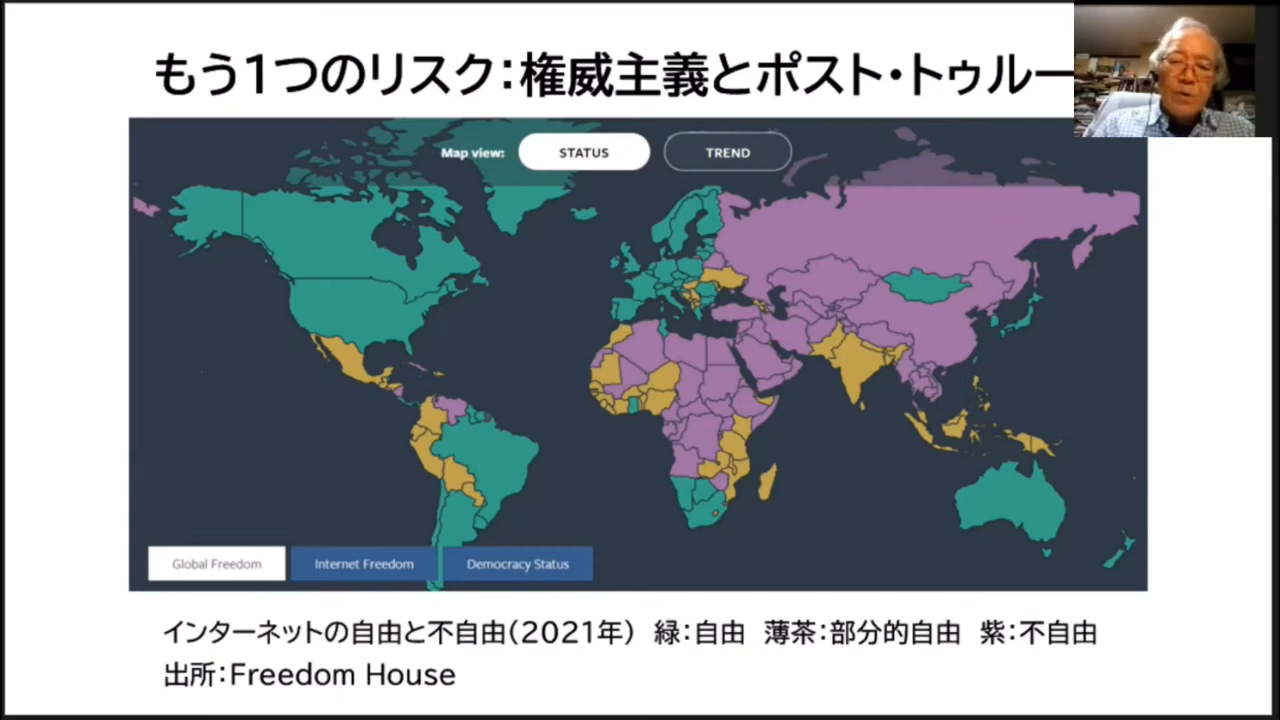 もう1つのリスク：権威主義とポスト・トゥルー
Map view: STATUS TREND
Global Freedom Internet Freedom Democracy Status
インターネットの自由と不自由（2021年） 緑：自由 薄茶：部分的自由 紫：不自由
出所：Freedom House